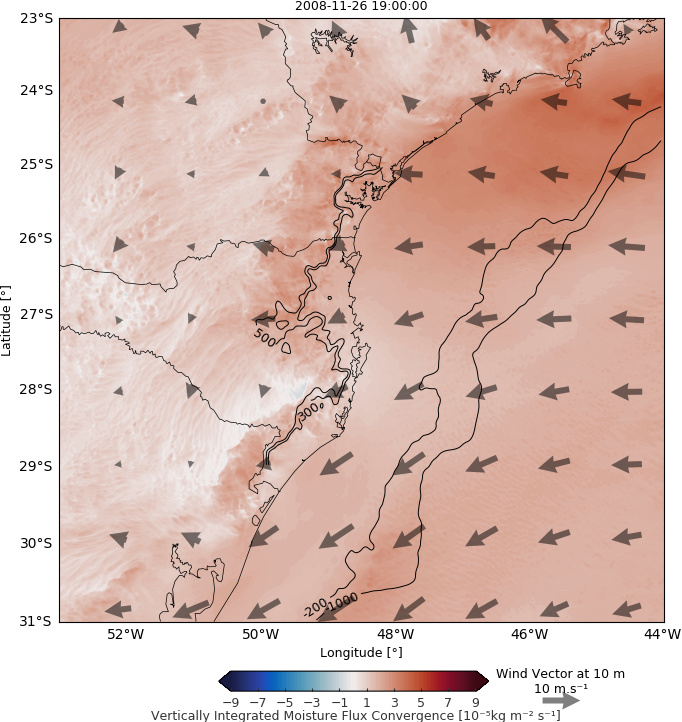 2008-11-26 19:00:00
23°S
24°S
25°S
26°S
27°S
28°S
29°S
30°S
31°S
Latitude [°]
500
300
-200
-1000
52°W 50°W 48°W 46°W 44°W
Longitude [°]
−9 −7 −5 −3 −1 1 3 5 7 9
Wind Vector at 10 m
10 m.s⁻¹
Vertically Integrated Moisture Flux Convergence [10⁻⁵kg m⁻² s⁻¹]